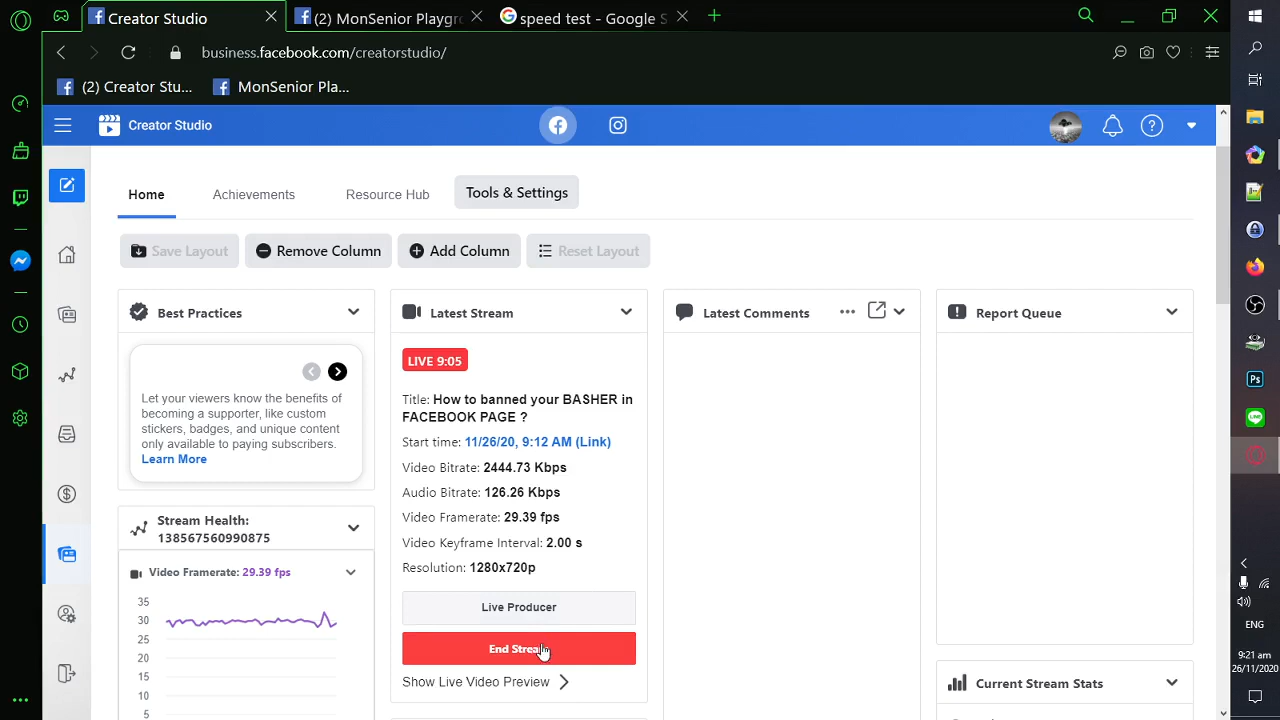 Creator Studio
(2) MonSenior Playgr
speed test - Google S
business.facebook.com/creatorstudio/
(2) Creator Stu...
MonSenior Pla...
Creator Studio
Home
Achievements
Resource Hub
Tools & Settings
Save Layout
Remove Column
Add Column
Reset Layout
Best Practices
Let your viewers know the benefits of
becoming a supporter, like custom
stickers, badges, and unique content
only available to paying subscribers.
Learn More
Stream Health:
138567560990875
Video Framerate: 29.39 fps
35
30
25
20
15
10
5
Latest Stream
LIVE 9:05
Title: How to banned your BASHER in
FACEBOOK PAGE ?
Start time: 11/26/20, 9:12 AM (Link)
Video Bitrate: 2444.73 Kbps
Audio Bitrate: 126.26 Kbps
Video Framerate: 29.39 fps
Video Keyframe Interval: 2.00 s
Resolution: 1280x720p
Live Producer
End Stream
Show Live Video Preview
Latest Comments
Report Queue
Current Stream Stats
Ps
LINE
ENG
9:21 am
26/11/2020